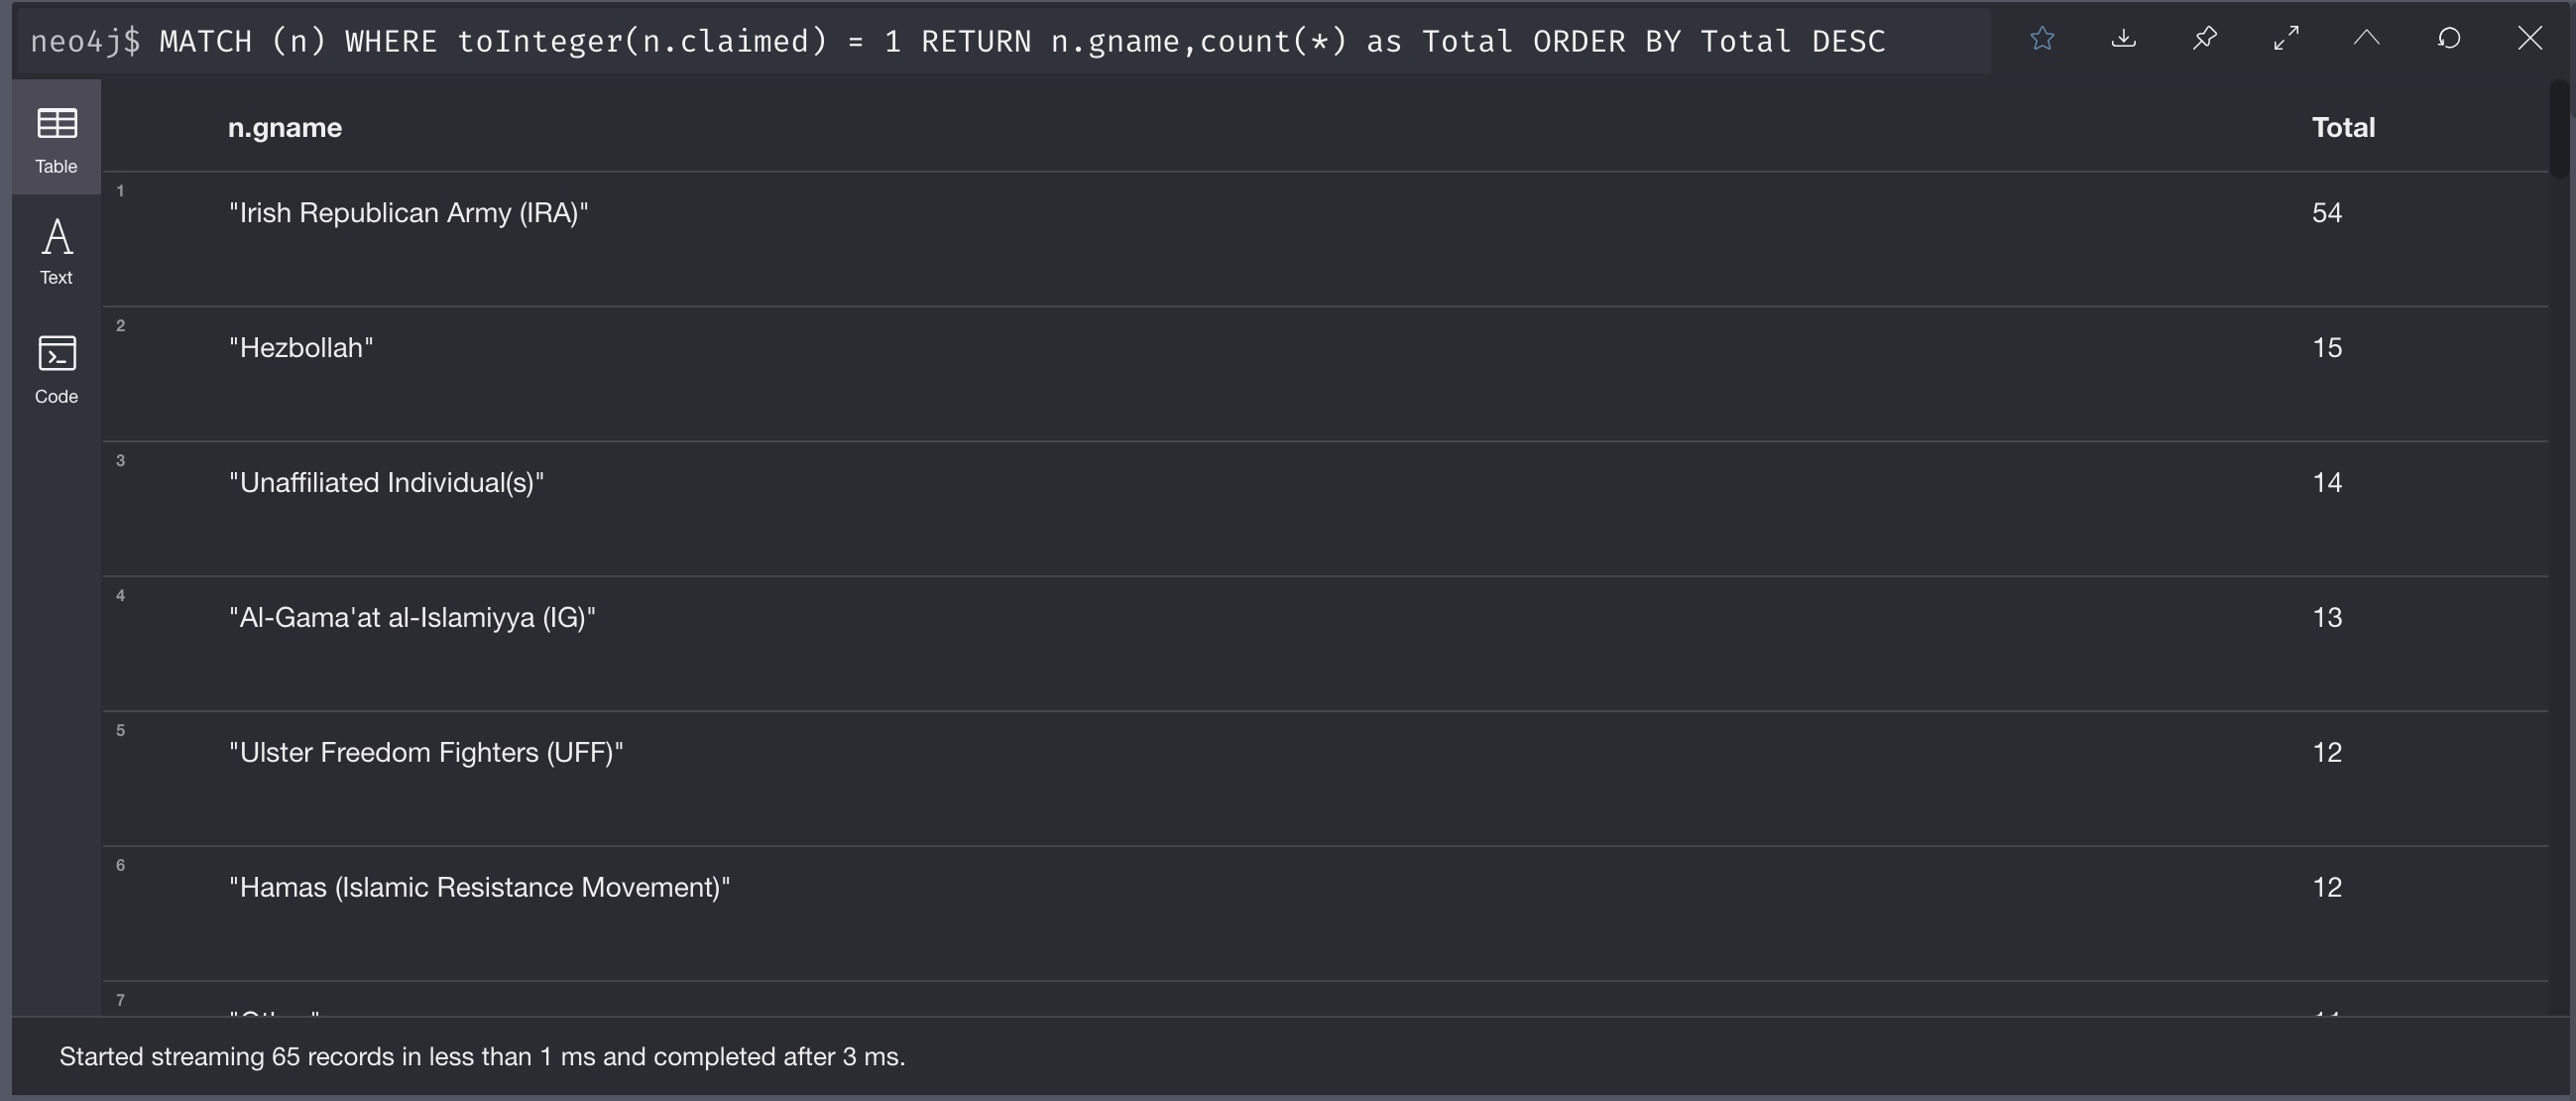 neo4j$ MATCH (n) WHERE toInteger(n.claimed) = 1 RETURN n.gname,count(*) as Total ORDER BY Total DESC
n.gname Total
Table
1
"Irish Republican Army (IRA)" 54
Text
2
"Hezbollah" 15
Code
3
"Unaffiliated Individual(s)" 14
4
"Al-Gama'at al-Islamiyya (IG)" 13
5
"Ulster Freedom Fighters (UFF)" 12
6
"Hamas (Islamic Resistance Movement)" 12
7
Started streaming 65 records in less than 1 ms and completed after 3 ms.